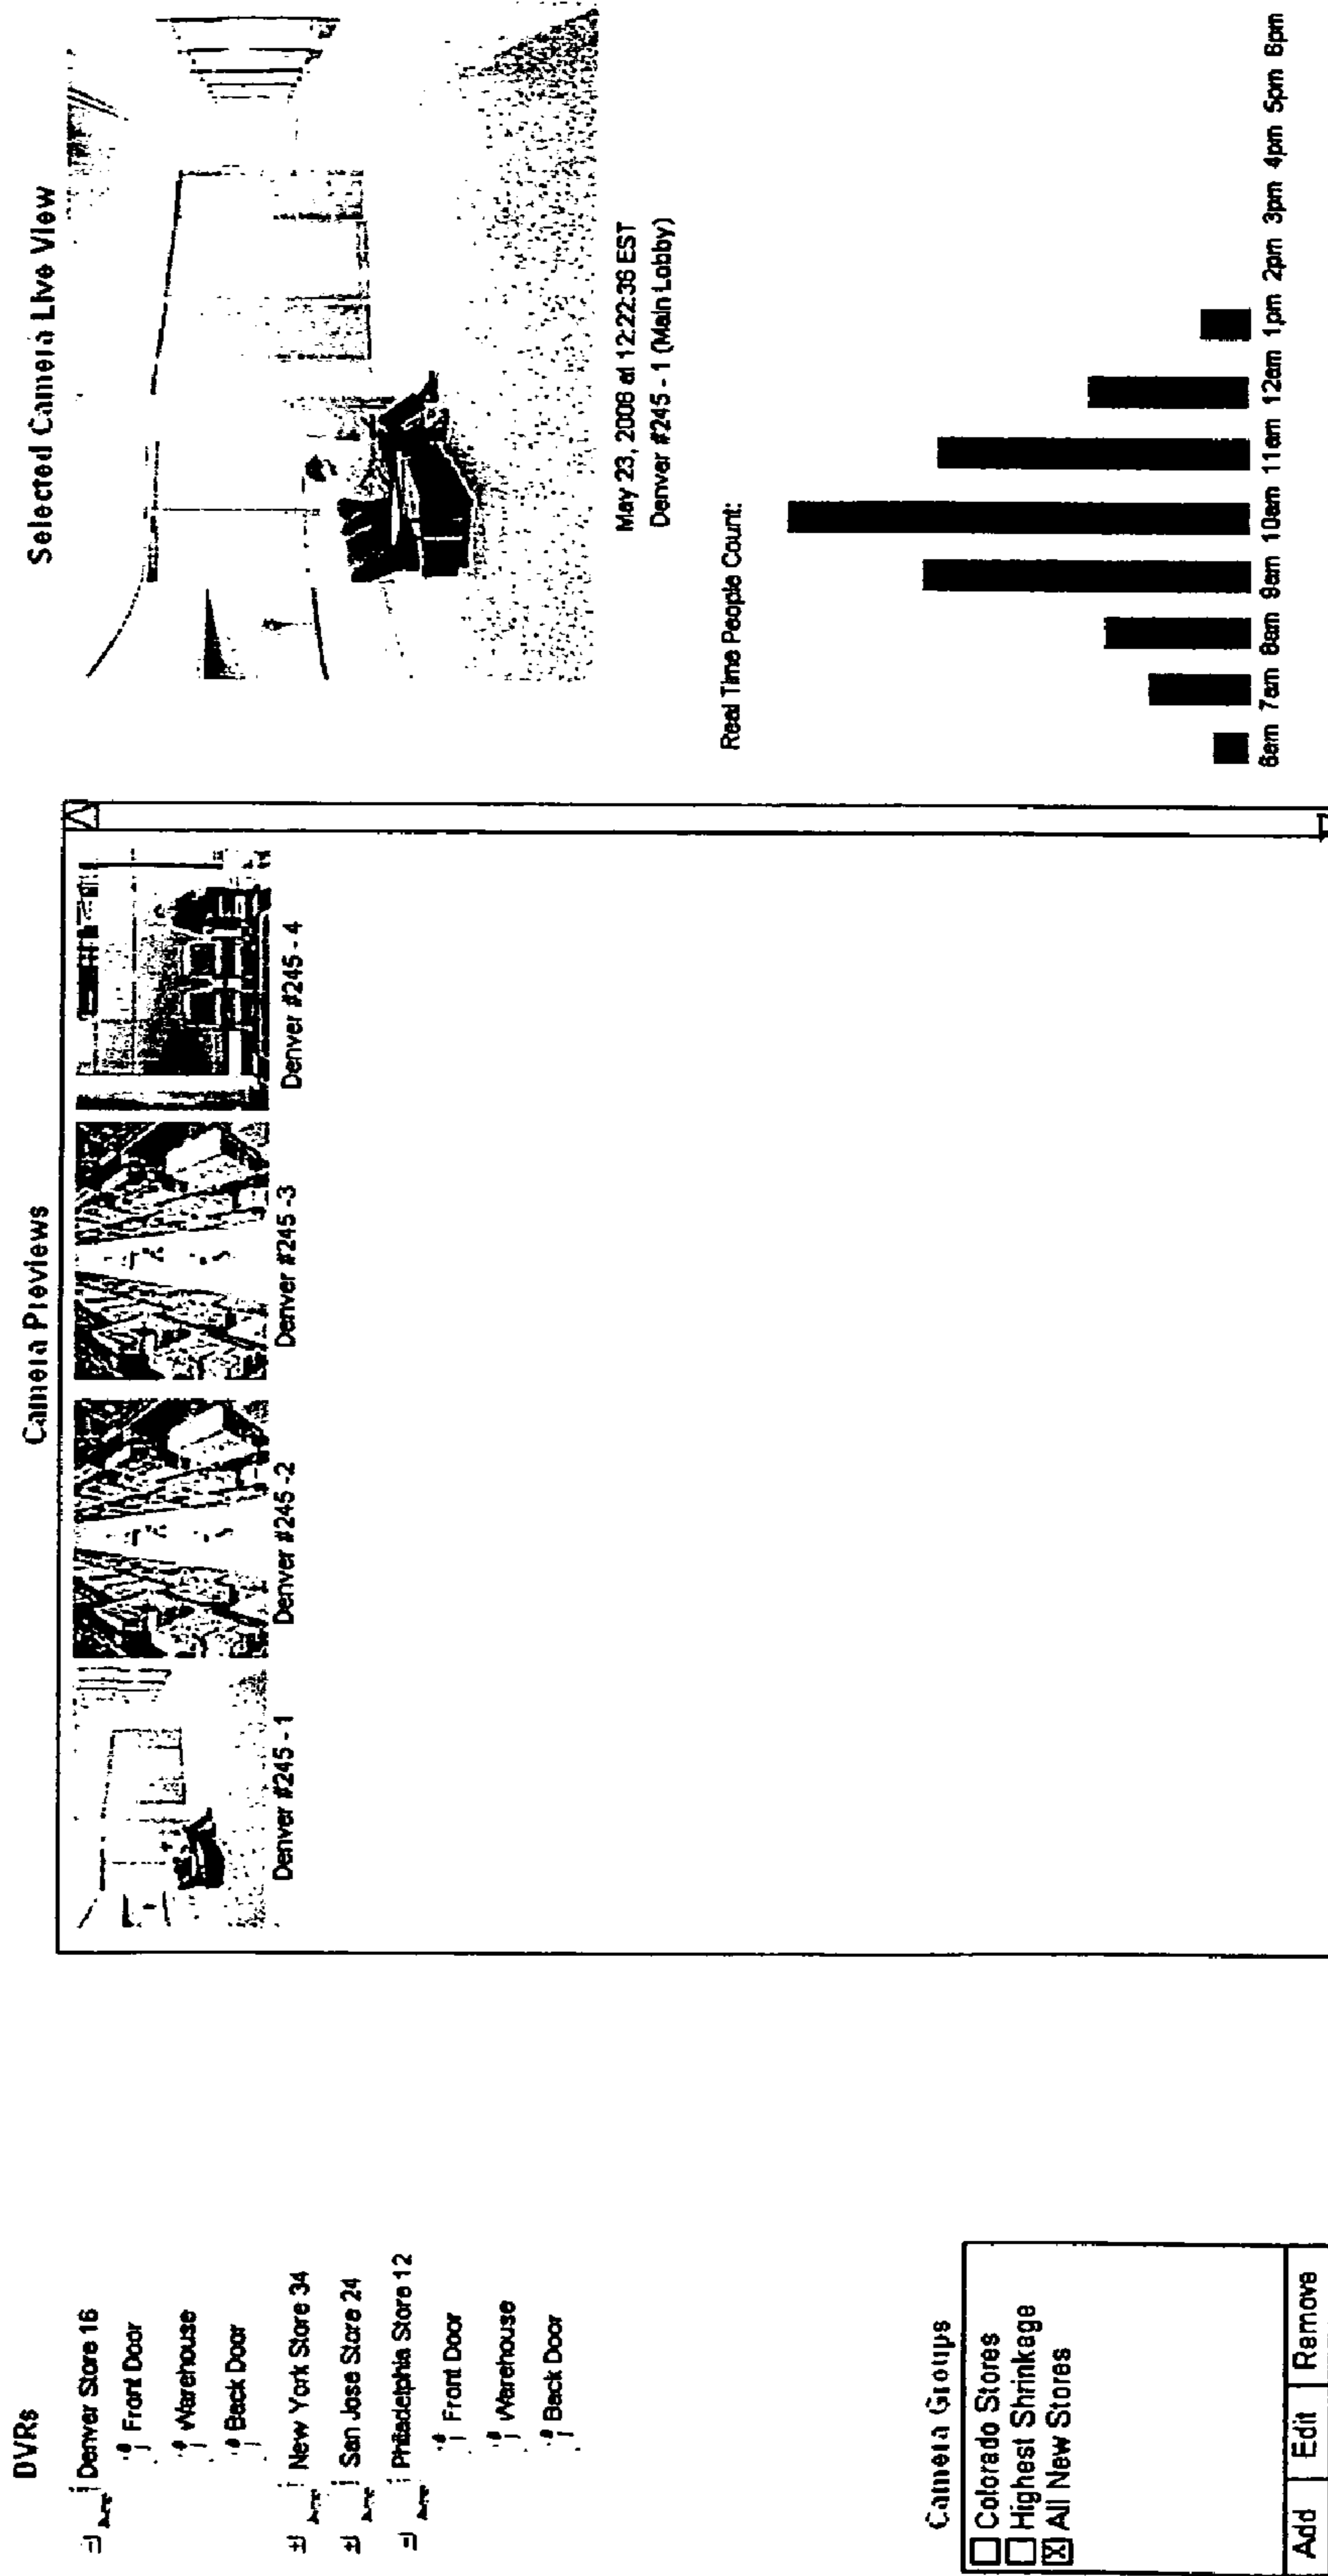 DVRs
Denver Store 16
Front Door
Warehouse
Back Door
New York Store 34
San Jose Store 24
Philadelphia Store 12
Front Door
Warehouse
Back Door
Camera Groups
Colorado Stores
Highest Shrinkage
All New Stores
Add Edit Remove
Camera Previews
Denver #245 - 1 Denver #245 -2 Denver #245 -3 Denver #245 - 4
Selected Camera Live View
May 23, 2006 at 12:22:36 EST
Denver #245 - 1 (Main Lobby)
Real Time People Count:
6am 7am 8am 9am 10am 11am 12am 1pm 2pm 3pm 4pm 5pm 6pm